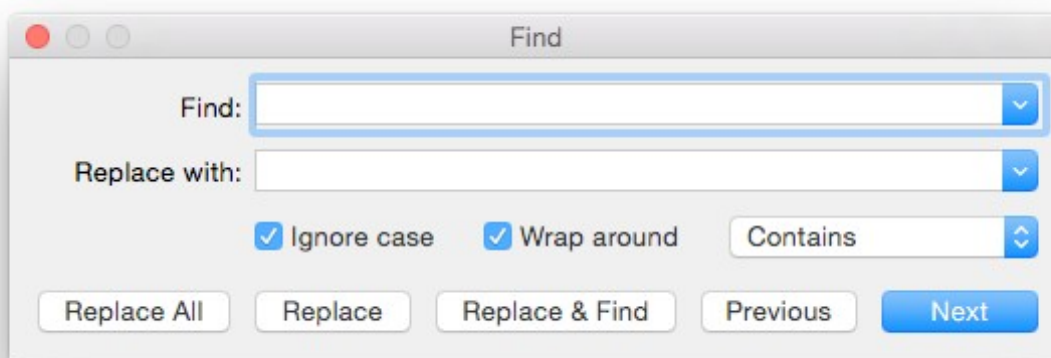 Find
Find:
Replace with:
Ignore case Wrap around Contains
Replace All Replace Replace & Find Previous Next